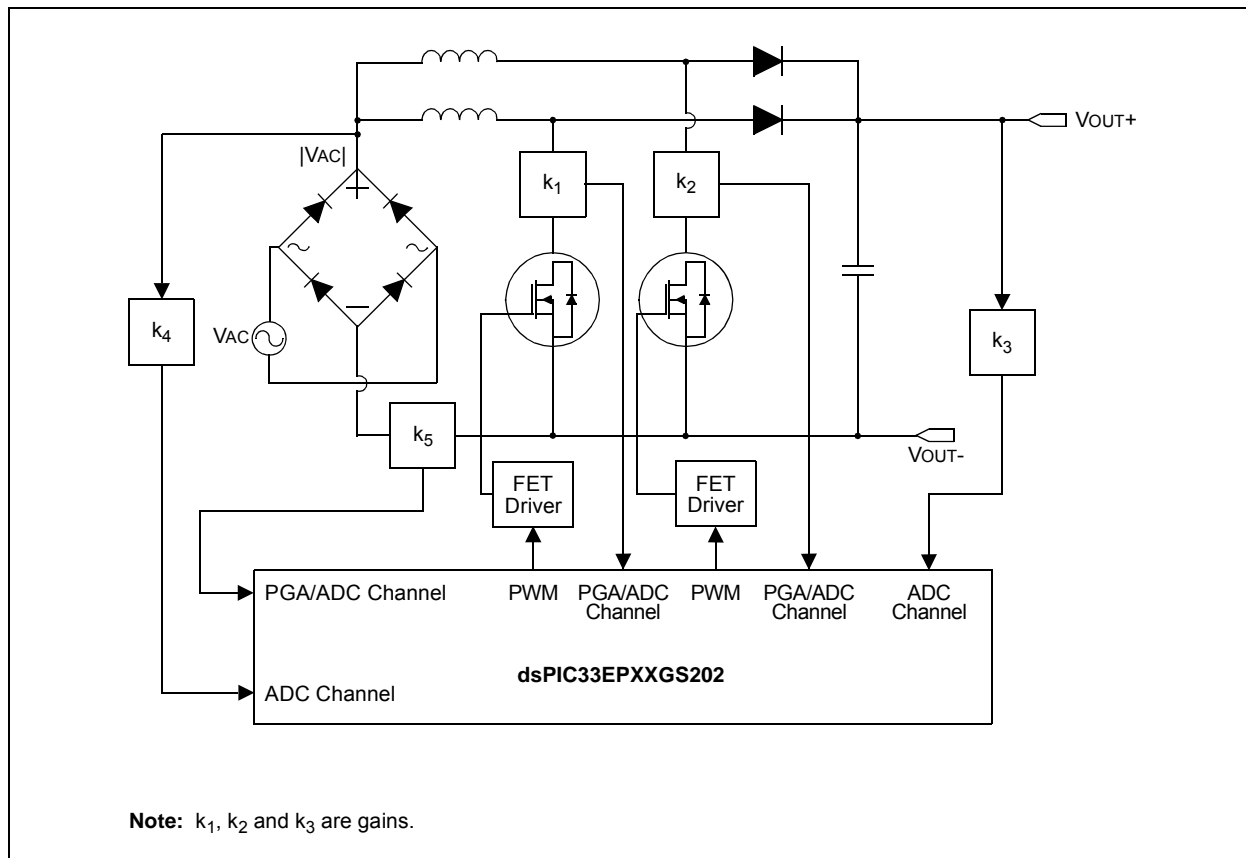 VOUT+
|VAC|
k1
k2
k4
VAC
k3
k5
VOUT-
FET
Driver
FET
Driver
PGA/ADC Channel
PWM
PGA/ADC
Channel
PWM
PGA/ADC
Channel
ADC
Channel
dsPIC33EPXXGS202
ADC Channel
Note: k1, k2 and k3 are gains.